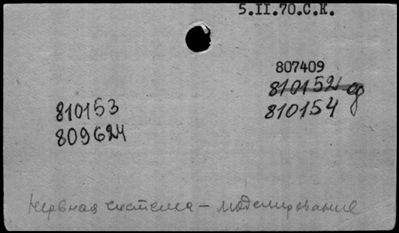 5.II.70.С.К.
807409
810152 д
810154
810153
809624
Нервная система – моделирование